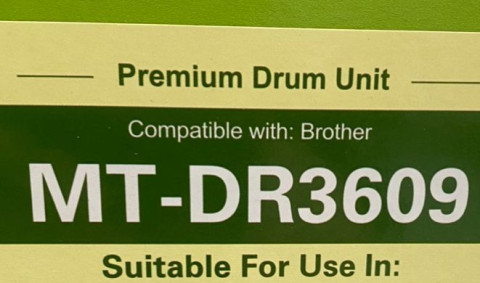 Premium Drum Unit
Compatible with: Brother
MT-DR3609
Suitable For Use In: